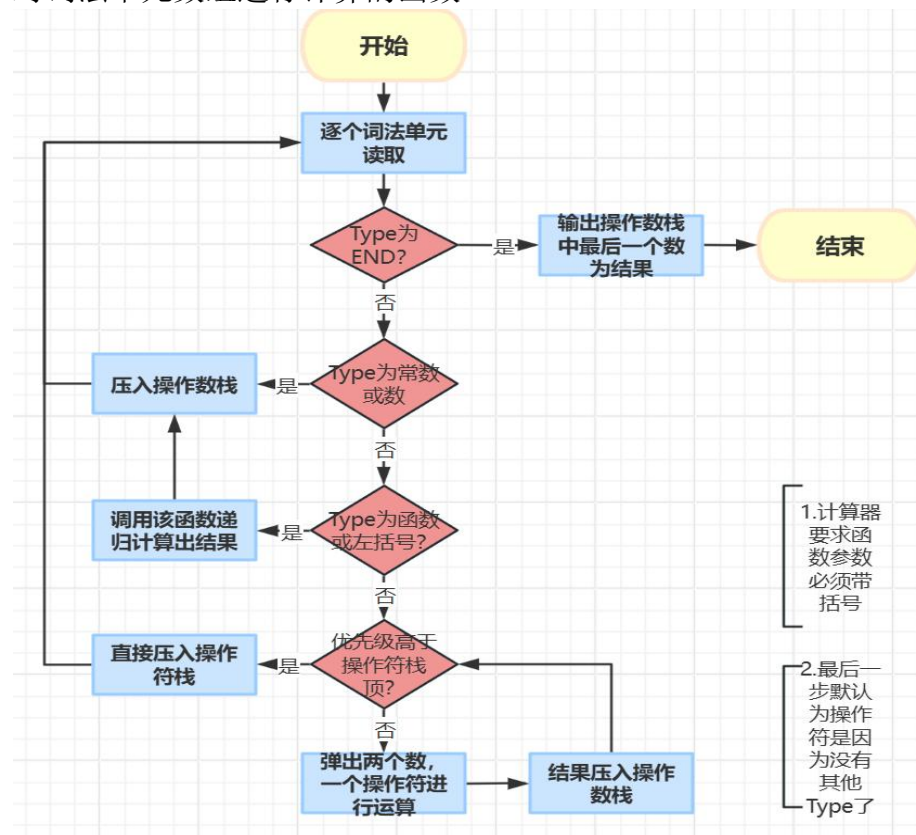 开始
逐个词法单元
读取
Type为
END?
是
输出操作数栈
中最后一个数
为结果
结束
否
Type为常数
或数
是
压入操作数栈
否
Type为函数
或左括号?
是
调用该函数递
归计算出结果
否
优先级高于
操作符栈
顶?
是
直接压入操作
符栈
否
弹出两个数,
一个操作符进
行运算
结果压入操作
数栈
1.计算器
要求函
数参数
必须带
括号
2.最后一
步默认
为操作
符是因
为没有
其他
Type了